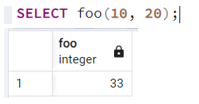 SELECT foo(10, 20);
foo
integer
1 33